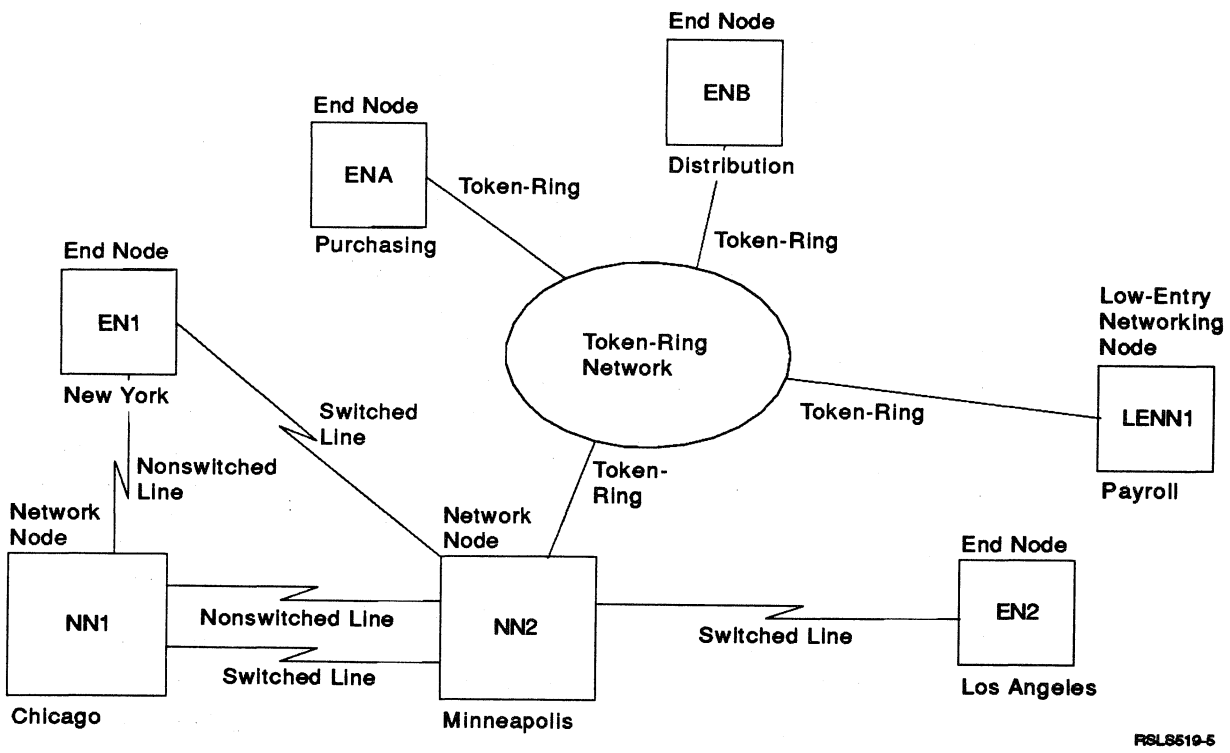 End Node
ENB
Distribution
End Node
ENA
Token-Ring
Purchasing
Token-Ring
End Node
EN1
New York
Token-Ring
Network
Low-Entry
Networking
Node
LENN1
Payroll
Token-Ring
Switched
Line
Nonswitched
Line
Token-
Ring
Network
Node
NN1
Chicago
Network
Node
NN2
Minneapolis
Nonswitched Line
Switched Line
End Node
EN2
Los Angeles
Switched Line
RSLS519-5